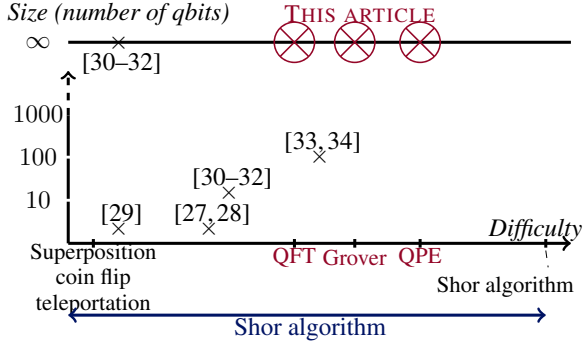 Size (number of qbits)
THIS ARTICLE
∞
[30–32]
1000
[33, 34]
100
[30–32]
10
[29]
[27, 28]
Difficulty
Superposition
coin flip
teleportation
QFT
Grover
QPE
Shor algorithm
Shor algorithm